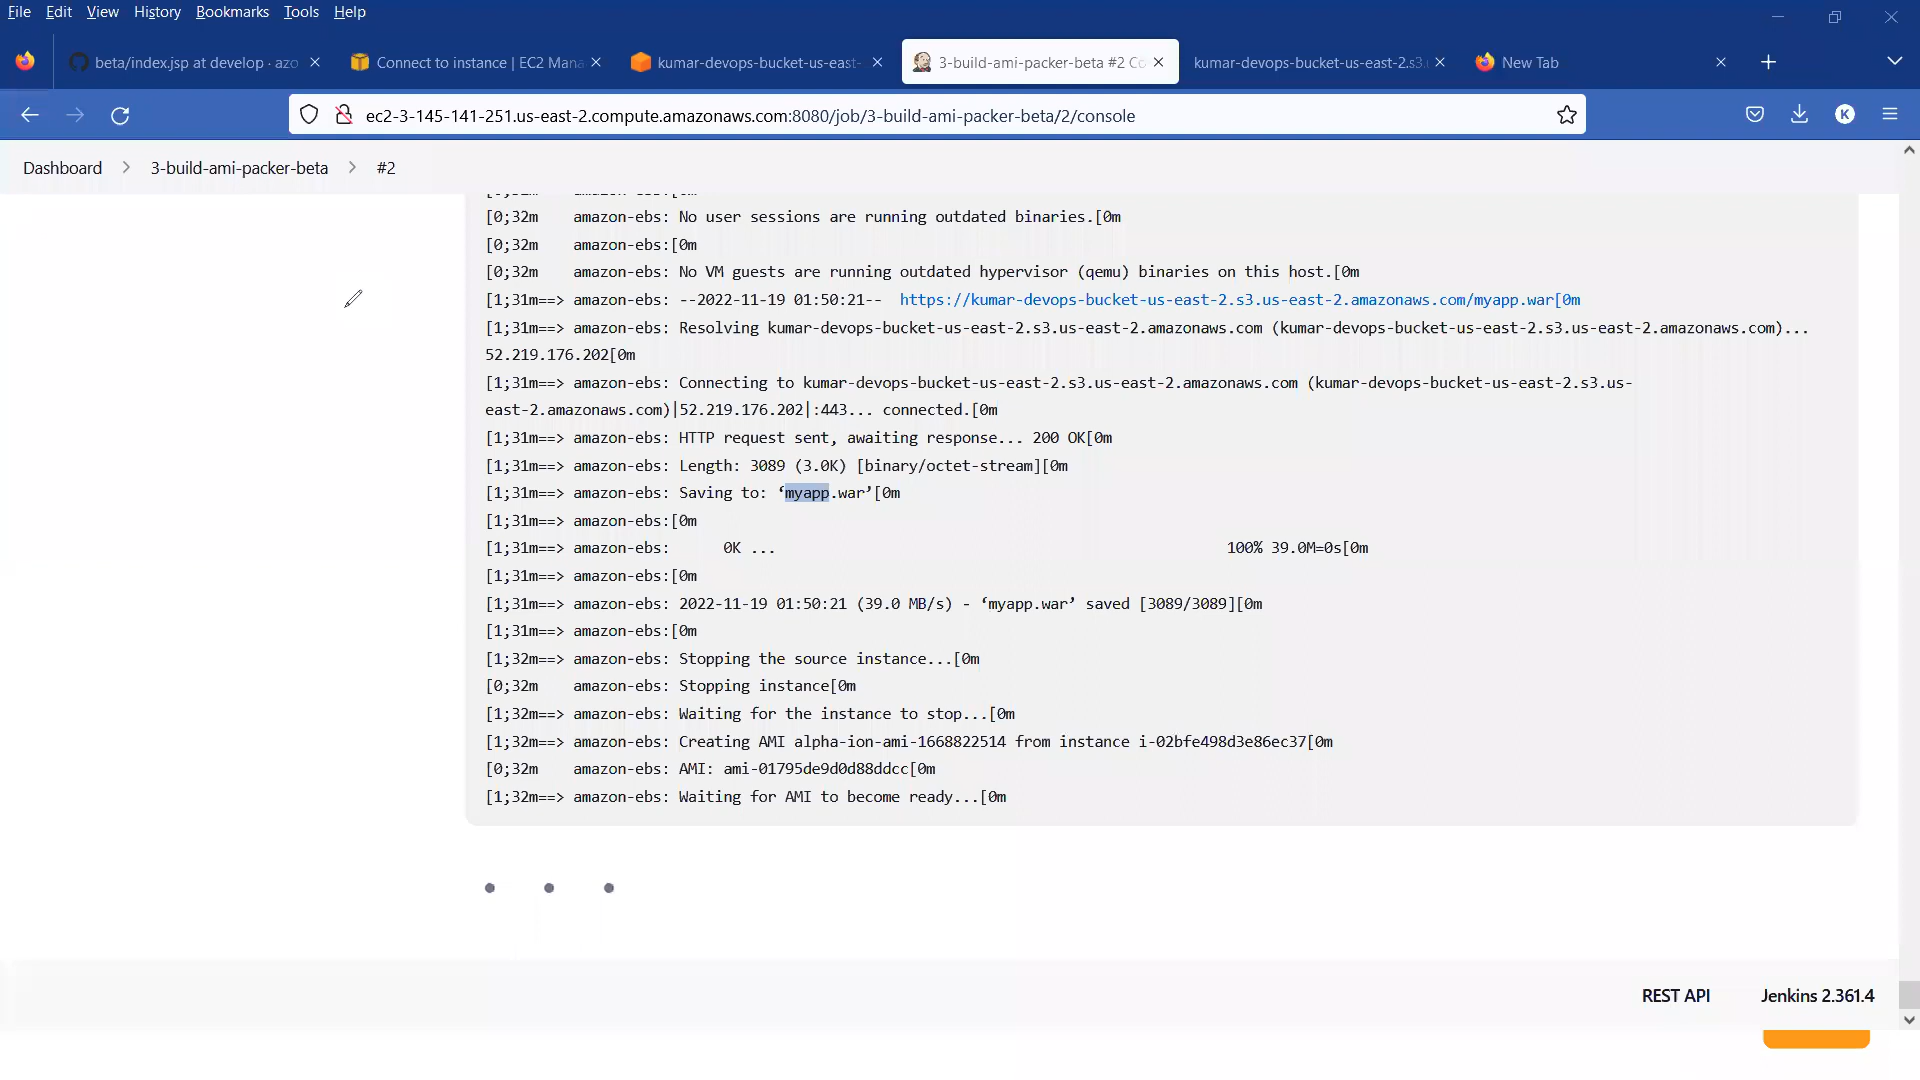 File Edit View History Bookmarks Tools Help
beta/index.jsp at develop · azo
Connect to instance | EC2 Mana
kumar-devops-bucket-us-east-
3-build-ami-packer-beta #2 Co
kumar-devops-bucket-us-east-2.s3.
New Tab
ec2-3-145-141-251.us-east-2.compute.amazonaws.com:8080/job/3-build-ami-packer-beta/2/console
K
Dashboard > 3-build-ami-packer-beta > #2
[0;32m    amazon-ebs:[0m
[0;32m    amazon-ebs: No user sessions are running outdated binaries.[0m
[0;32m    amazon-ebs:[0m
[0;32m    amazon-ebs: No VM guests are running outdated hypervisor (qemu) binaries on this host.[0m
[1;31m==> amazon-ebs: --2022-11-19 01:50:21--  https://kumar-devops-bucket-us-east-2.s3.us-east-2.amazonaws.com/myapp.war[0m
[1;31m==> amazon-ebs: Resolving kumar-devops-bucket-us-east-2.s3.us-east-2.amazonaws.com (kumar-devops-bucket-us-east-2.s3.us-east-2.amazonaws.com)...
52.219.176.202[0m
[1;31m==> amazon-ebs: Connecting to kumar-devops-bucket-us-east-2.s3.us-east-2.amazonaws.com (kumar-devops-bucket-us-east-2.s3.us-
east-2.amazonaws.com)|52.219.176.202|:443... connected.[0m
[1;31m==> amazon-ebs: HTTP request sent, awaiting response... 200 OK[0m
[1;31m==> amazon-ebs: Length: 3089 (3.0K) [binary/octet-stream][0m
[1;31m==> amazon-ebs: Saving to: ‘myapp.war’[0m
[1;31m==> amazon-ebs:[0m
[1;31m==> amazon-ebs:      0K ...                                                   100% 39.0M=0s[0m
[1;31m==> amazon-ebs:[0m
[1;31m==> amazon-ebs: 2022-11-19 01:50:21 (39.0 MB/s) - ‘myapp.war’ saved [3089/3089][0m
[1;31m==> amazon-ebs:[0m
[1;32m==> amazon-ebs: Stopping the source instance...[0m
[0;32m    amazon-ebs: Stopping instance[0m
[1;32m==> amazon-ebs: Waiting for the instance to stop...[0m
[1;32m==> amazon-ebs: Creating AMI alpha-ion-ami-1668822514 from instance i-02bfe498d3e86ec37[0m
[0;32m    amazon-ebs: AMI: ami-01795de9d0d88ddcc[0m
[1;32m==> amazon-ebs: Waiting for AMI to become ready...[0m
REST API Jenkins 2.361.4